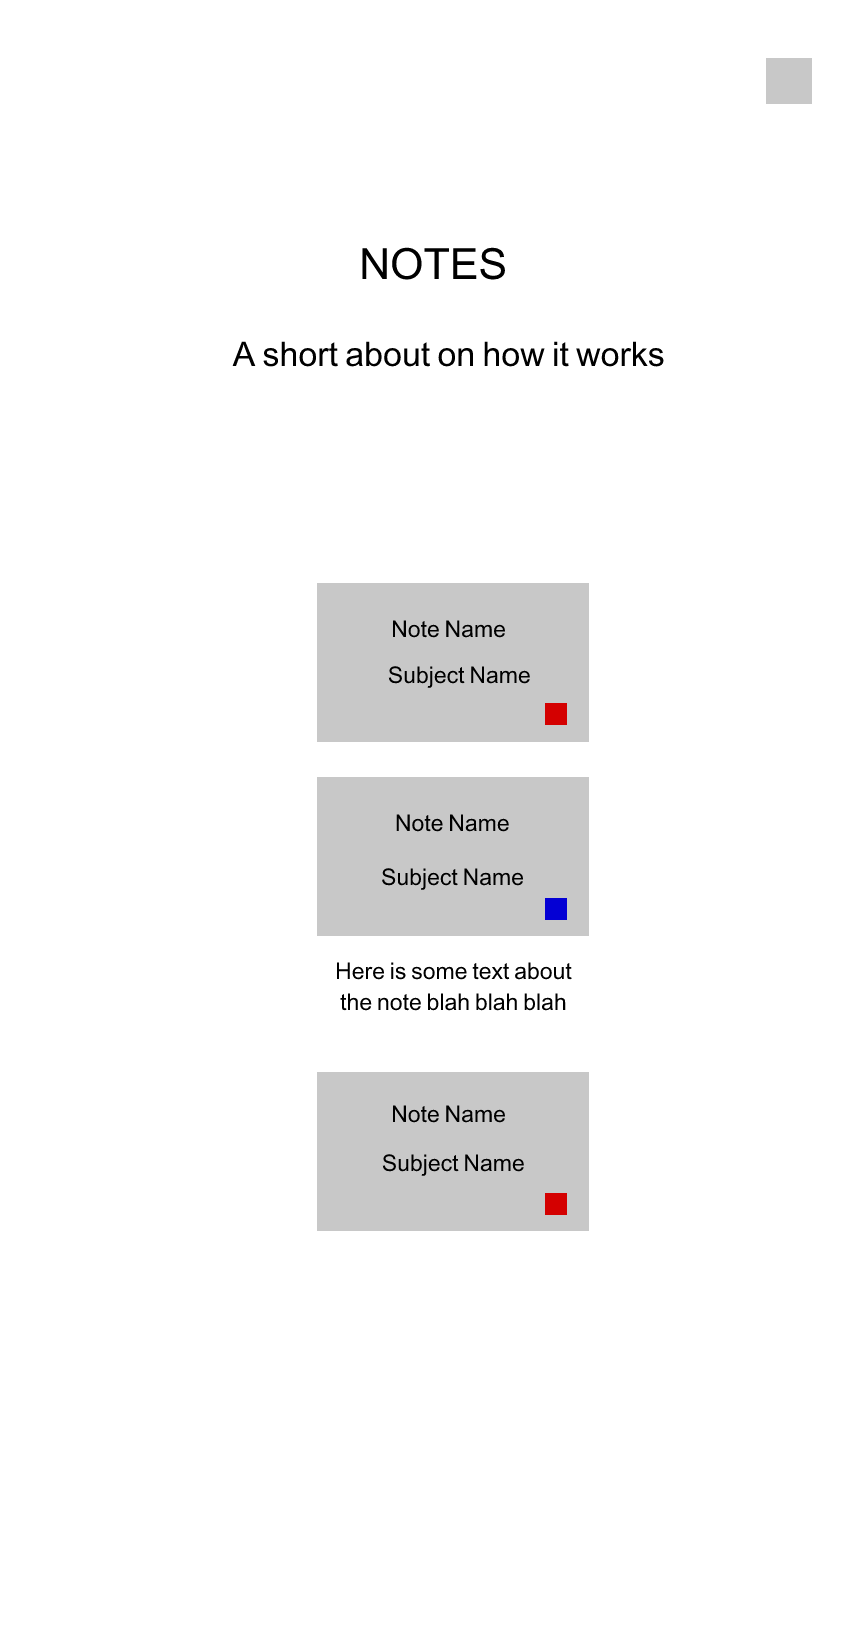 NOTES
A short about on how it works
Note Name
Subject Name
Note Name
Subject Name
Here is some text about
the note blah blah blah
Note Name
Subject Name